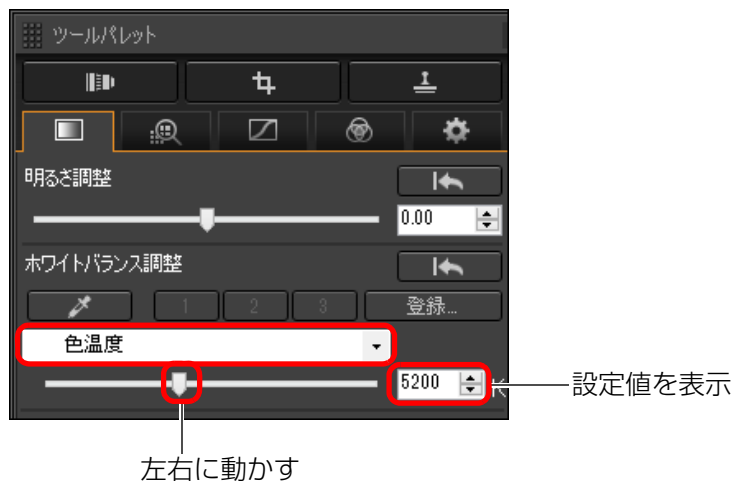 ツールパレット
明るさ調整
0.00
ホワイトバランス調整
1 2 3 登録...
色温度
5200 K 設定値を表示
左右に動かす